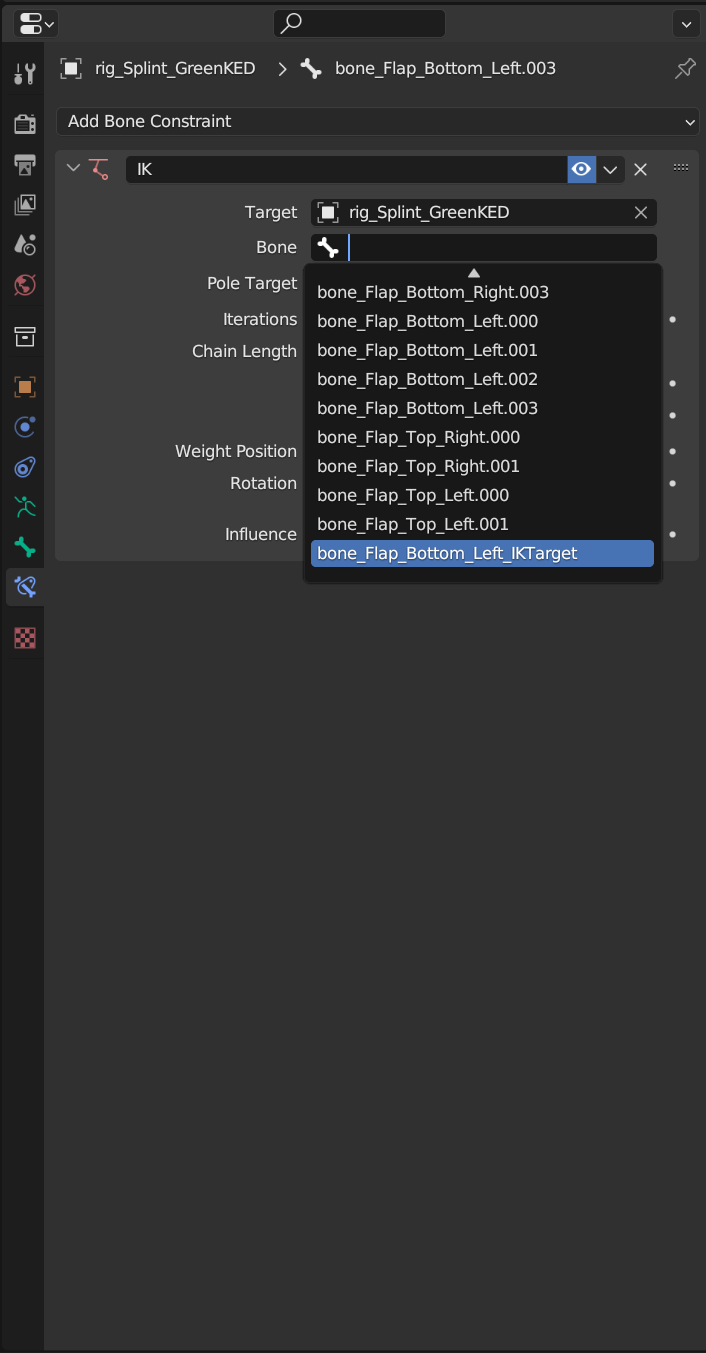 rig_Splint_GreenKED > bone_Flap_Bottom_Left.003
Add Bone Constraint
IK
Target rig_Splint_GreenKED
Bone
Pole Target
bone_Flap_Bottom_Right.003
Iterations
bone_Flap_Bottom_Left.000
Chain Length
bone_Flap_Bottom_Left.001
bone_Flap_Bottom_Left.002
bone_Flap_Bottom_Left.003
bone_Flap_Top_Right.000
Weight Position
bone_Flap_Top_Right.001
Rotation
bone_Flap_Top_Left.000
bone_Flap_Top_Left.001
Influence
bone_Flap_Bottom_Left_IKTarget